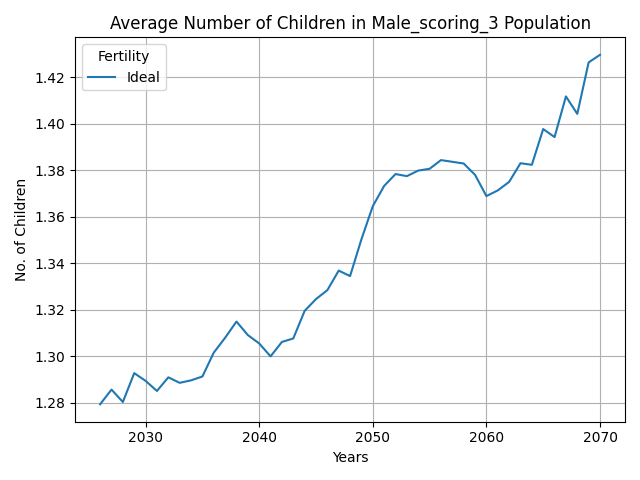 Average Number of Children in Male_scoring_3 Population
Fertility
Ideal
No. of Children
1.42
1.40
1.38
1.36
1.34
1.32
1.30
1.28
2030 2040 2050 2060 2070
Years